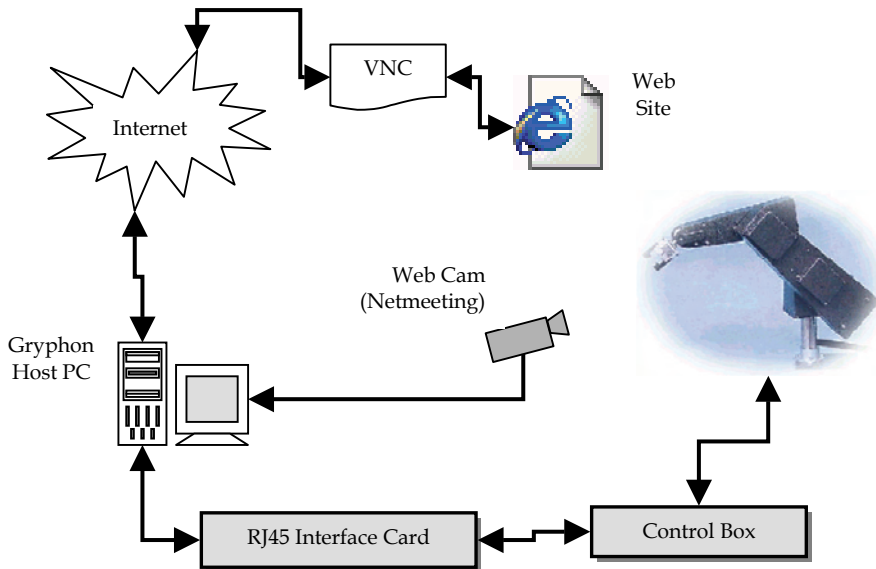 VNC
Web
Site
Internet
Web Cam
(Netmeeting)
Gryphon
Host PC
RJ45 Interface Card
Control Box